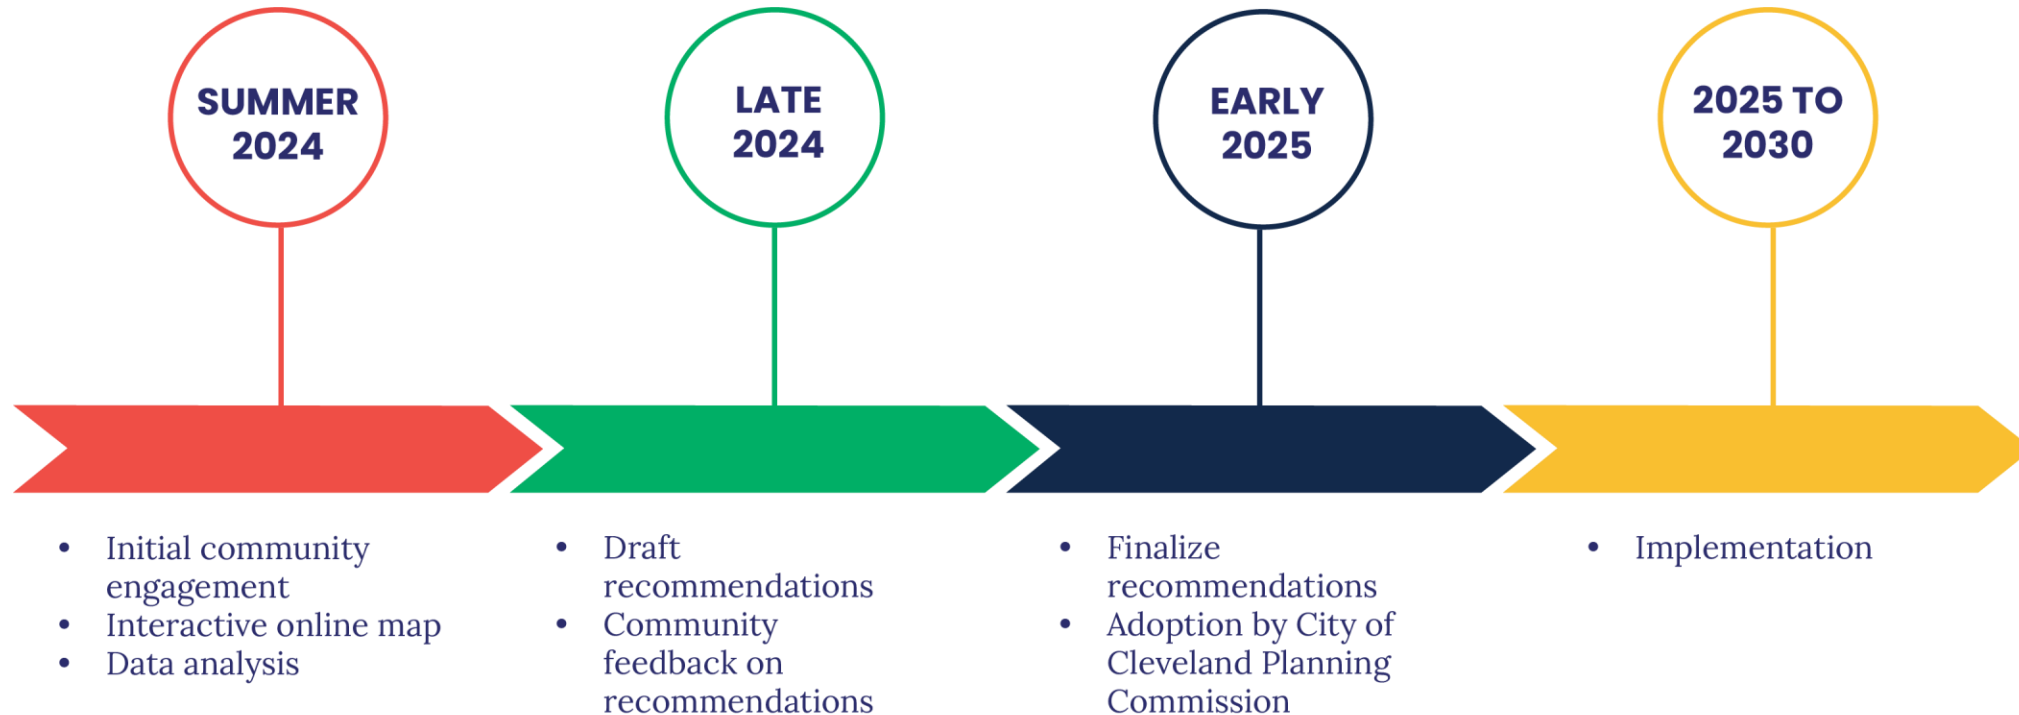 SUMMER
2024
LATE
2024
EARLY
2025
2025 TO
2030
• Initial community
engagement
• Interactive online map
• Data analysis
• Draft
recommendations
• Community
feedback on
recommendations
• Finalize
recommendations
• Adoption by City of
Cleveland Planning
Commission
• Implementation